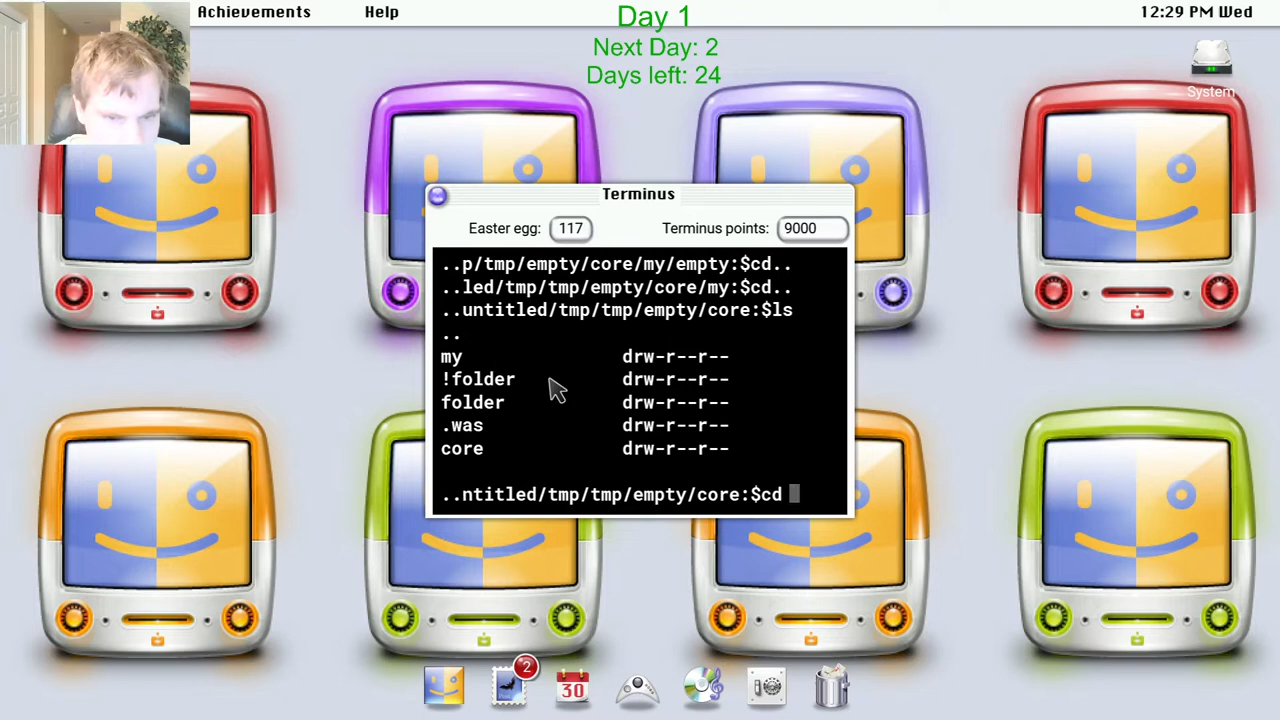 Achievements
Help
Day 1
Next Day: 2
Days left: 24
12:29 PM Wed
System
Terminus
Easter egg: 117
Terminus points: 9000
..p/tmp/empty/core/my/empty:$cd..
..led/tmp/tmp/empty/core/my:$cd..
..untitled/tmp/tmp/empty/core:$ls
..
my drw-r--r--
!folder drw-r--r--
folder drw-r--r--
.was drw-r--r--
core drw-r--r--
..ntitled/tmp/tmp/empty/core:$cd
2
30